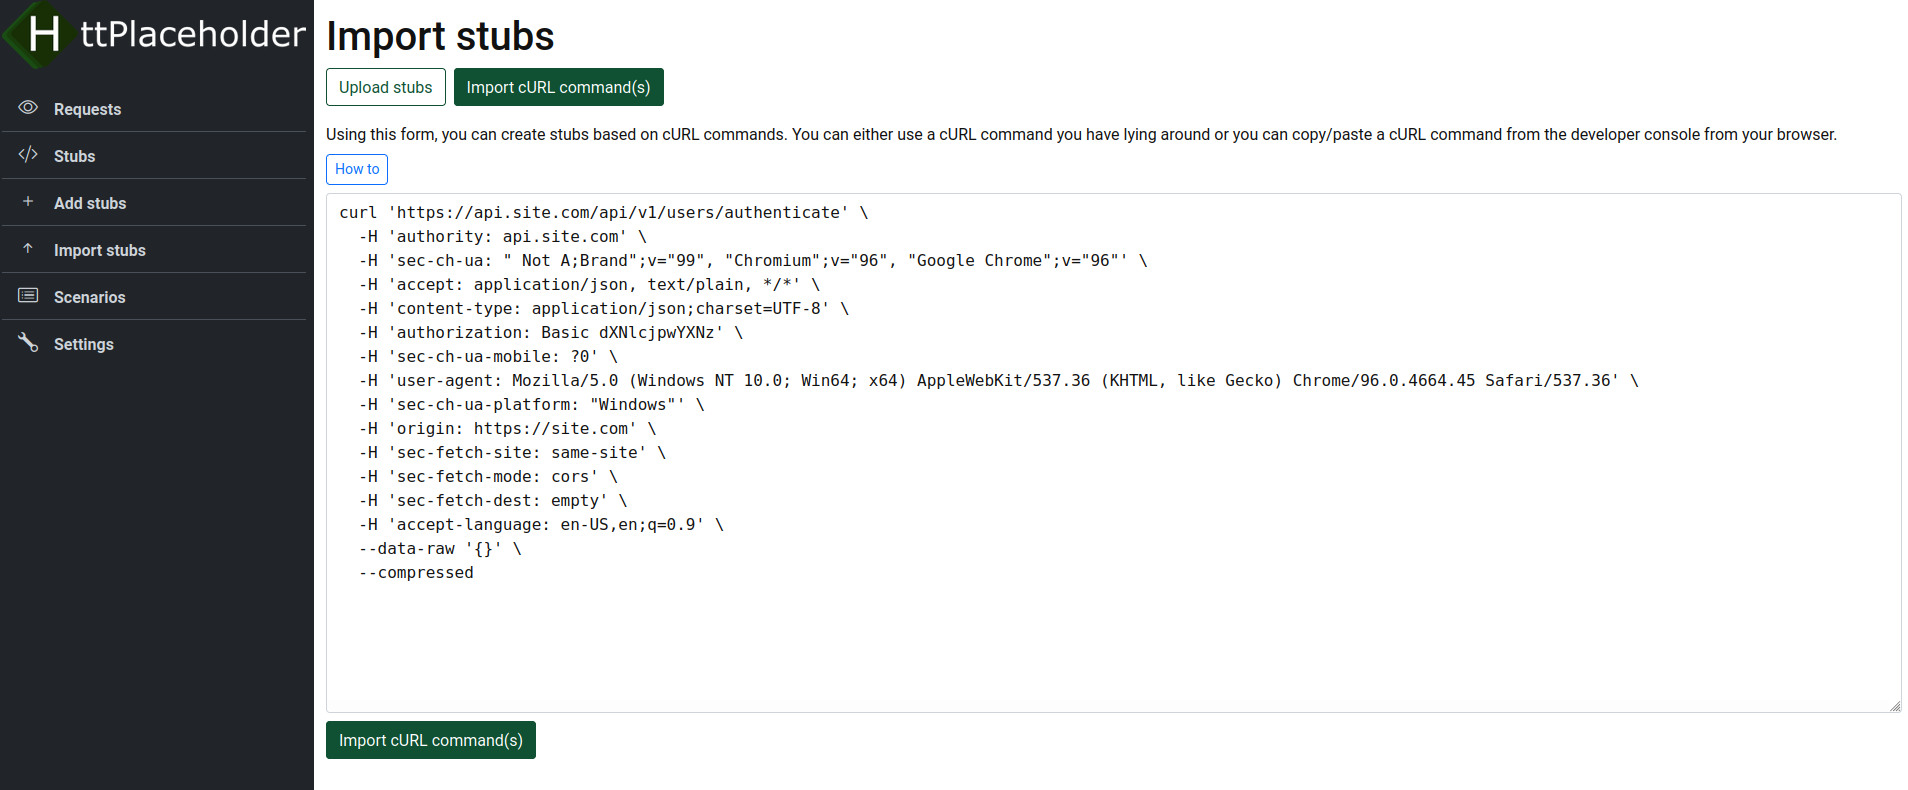 HttPlaceholder
Requests
Stubs
Add stubs
Import stubs
Scenarios
Settings
Import stubs
Upload stubs
Import cURL command(s)
Using this form, you can create stubs based on cURL commands. You can either use a cURL command you have lying around or you can copy/paste a cURL command from the developer console from your browser.
How to
curl 'https://api.site.com/api/v1/users/authenticate' \
  -H 'authority: api.site.com' \
  -H 'sec-ch-ua: " Not A;Brand";v="99", "Chromium";v="96", "Google Chrome";v="96"' \
  -H 'accept: application/json, text/plain, */*' \
  -H 'content-type: application/json;charset=UTF-8' \
  -H 'authorization: Basic dXNlcjpwYXNz' \
  -H 'sec-ch-ua-mobile: ?0' \
  -H 'user-agent: Mozilla/5.0 (Windows NT 10.0; Win64; x64) AppleWebKit/537.36 (KHTML, like Gecko) Chrome/96.0.4664.45 Safari/537.36' \
  -H 'sec-ch-ua-platform: "Windows"' \
  -H 'origin: https://site.com' \
  -H 'sec-fetch-site: same-site' \
  -H 'sec-fetch-mode: cors' \
  -H 'sec-fetch-dest: empty' \
  -H 'accept-language: en-US,en;q=0.9' \
  --data-raw '{}' \
  --compressed
Import cURL command(s)